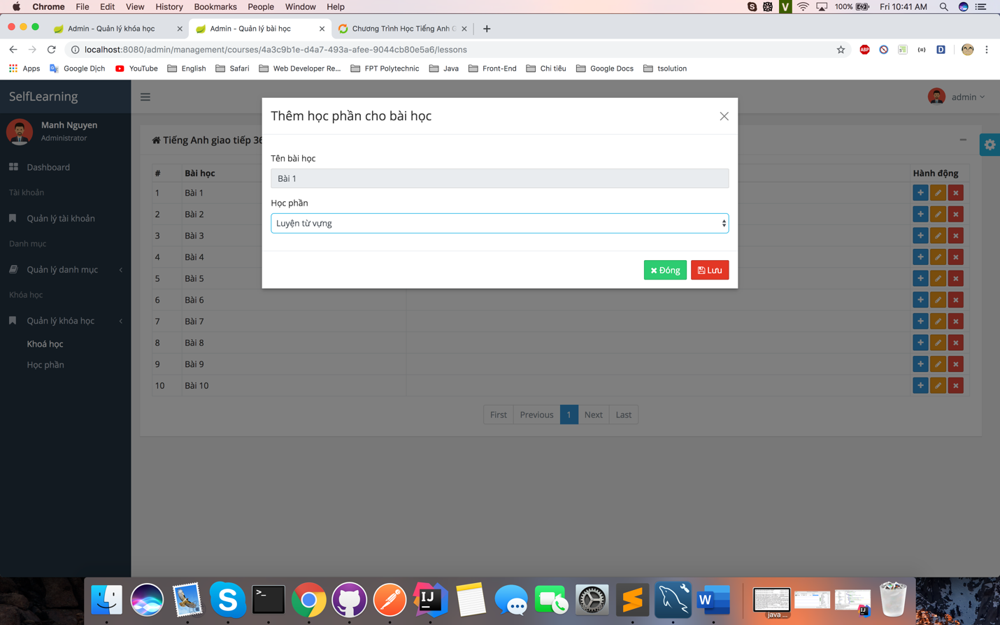 Chrome File Edit View History Bookmarks People Window Help 100% Fri 10:41 AM
Admin - Quản lý khóa học Admin - Quản lý bài học Chương Trình Học Tiếng Anh G
localhost:8080/admin/management/courses/4a3c9b1e-d4a7-493a-afee-9044cb80e5a6/lessons ABP
Apps Google Dịch YouTube English Safari Web Developer Re... FPT Polytechnic Java Front-End Chi tiêu Google Docs tsolution
SelfLearning admin
Thêm học phần cho bài học
Manh Nguyen
Administrator
Tiếng Anh giao tiếp 36
Tên bài học
Bài 1
Học phần
Luyện từ vựng
Đóng Lưu
Dashboard
Tài khoản
Quản lý tài khoản
Danh mục
Quản lý danh mục
Khóa học
Quản lý khóa học
Khoá học
Học phần
# Bài học Hành động
1 Bài 1
2 Bài 2
3 Bài 3
4 Bài 4
5 Bài 5
6 Bài 6
7 Bài 7
8 Bài 8
9 Bài 9
10 Bài 10
First Previous 1 Next Last
java ...